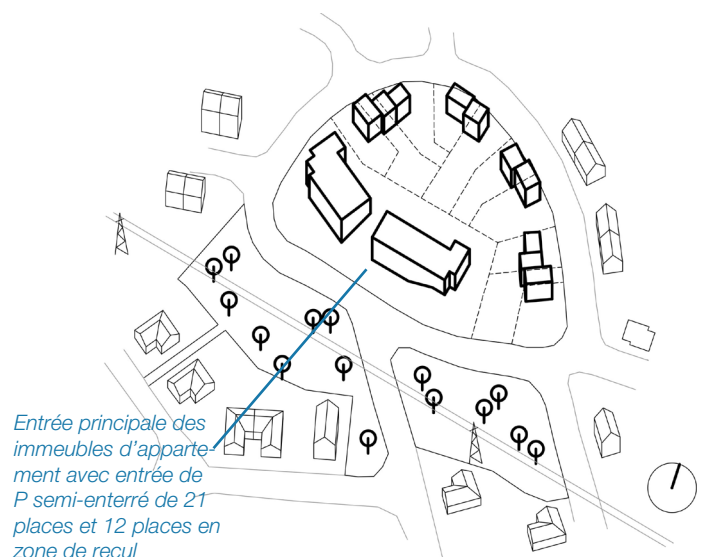 Entrée principale des
immeubles d'apparte-
ment avec entrée de
P semi-enterré de 21
places et 12 places en
zone de recul